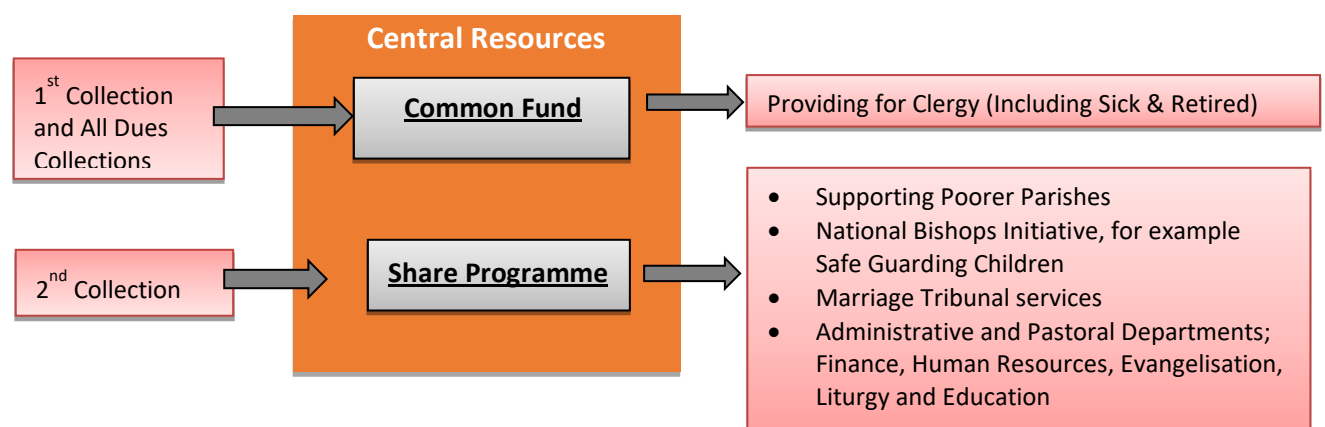 Central Resources
1st Collection
and All Dues
Collections
Common Fund
Providing for Clergy (Including Sick & Retired)
2nd Collection
Share Programme
• Supporting Poorer Parishes
• National Bishops Initiative, for example
Safe Guarding Children
• Marriage Tribunal services
• Administrative and Pastoral Departments;
Finance, Human Resources, Evangelisation,
Liturgy and Education